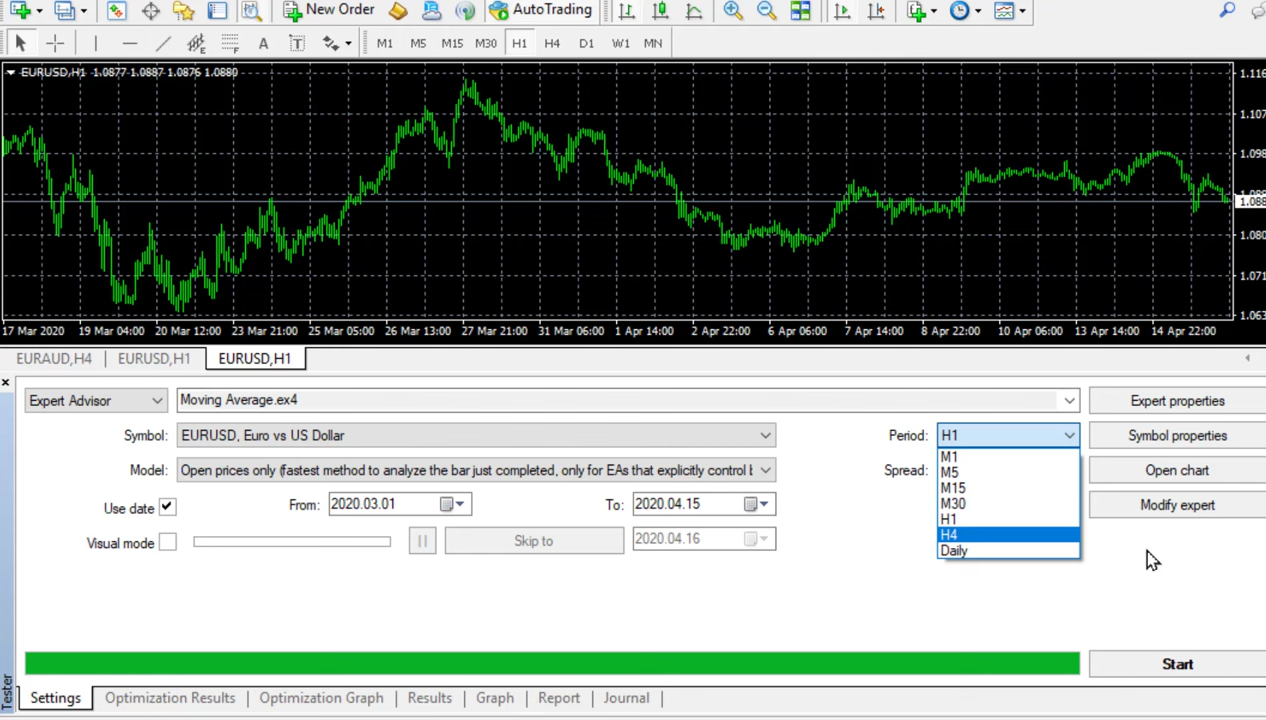 New Order
AutoTrading
M1 M5 M15 M30 H1 H4 D1 W1 MN
EURUSD,H1 1.0877 1.0887 1.0876 1.0880
1.116
1.107
1.098
1.088
1.088
1.080
1.071
1.063
17 Mar 2020 19 Mar 04:00 20 Mar 12:00 23 Mar 21:00 25 Mar 05:00 26 Mar 13:00 27 Mar 21:00 31 Mar 06:00 1 Apr 14:00 2 Apr 22:00 6 Apr 06:00 7 Apr 14:00 8 Apr 22:00 10 Apr 06:00 13 Apr 14:00 14 Apr 22:00
EURAUD,H4 EURUSD,H1 EURUSD,H1
Expert Advisor Moving Average.ex4 Expert properties
Symbol: EURUSD, Euro vs US Dollar Period: H1 Symbol properties
Model: Open prices only (fastest method to analyze the bar just completed, only for EAs that explicitly control Spread: Open chart
M1
M5
M15
M30
H1
H4
Daily
Use date From: 2020.03.01 To: 2020.04.15 Modify expert
Visual mode Skip to 2020.04.16
Start
Tester
Settings Optimization Results Optimization Graph Results Graph Report Journal